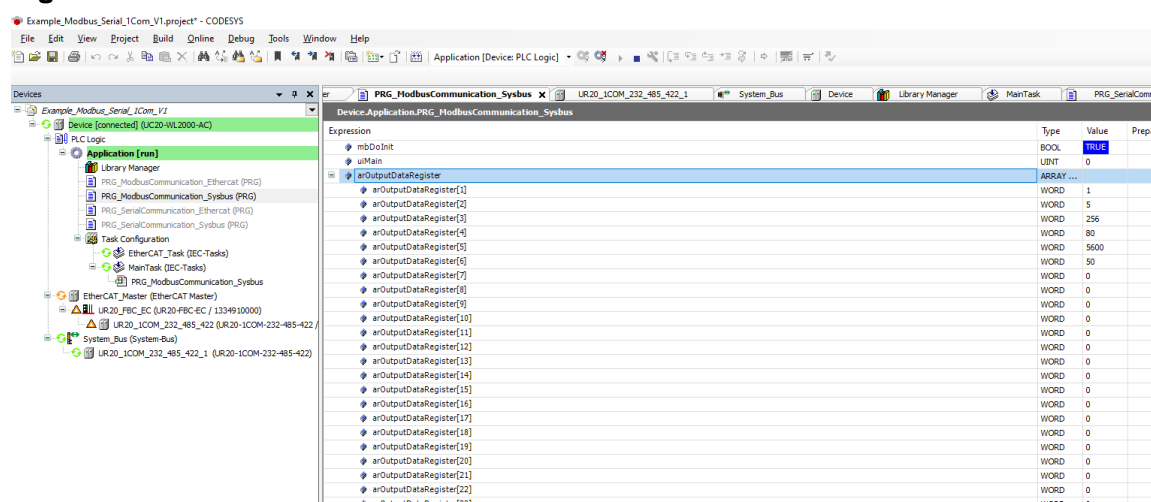 Example_Modbus_Serial_1Com_V1.project* - CODESYS
File Edit View Project Build Online Debug Tools Window Help
Application [Device: PLC Logic]
Devices
er PRG_ModbusCommunication_Sysbus UR20_1COM_232_485_422_1 System_Bus Device Library Manager MainTask PRG_SerialComm
Example_Modbus_Serial_1Com_V1
Device [connected] (UC20-WL2000-AC)
PLC Logic
Application [run]
Library Manager
PRG_ModbusCommunication_Ethercat (PRG)
PRG_ModbusCommunication_Sysbus (PRG)
PRG_SerialCommunication_Ethercat (PRG)
PRG_SerialCommunication_Sysbus (PRG)
Task Configuration
EtherCAT_Task (IEC-Tasks)
MainTask (IEC-Tasks)
PRG_ModbusCommunication_Sysbus
EtherCAT_Master (EtherCAT Master)
UR20_FBC_EC (UR20-FBC-EC / 1334910000)
UR20_1COM_232_485_422 (UR20-1COM-232-485-422 /
System_Bus (System-Bus)
UR20_1COM_232_485_422_1 (UR20-1COM-232-485-422)
Device.Application.PRG_ModbusCommunication_Sysbus
Expression Type Value Prepa
mbDoInit BOOL TRUE
uiMain UINT 0
arOutputDataRegister ARRAY ...
arOutputDataRegister[1] WORD 1
arOutputDataRegister[2] WORD 5
arOutputDataRegister[3] WORD 256
arOutputDataRegister[4] WORD 80
arOutputDataRegister[5] WORD 5600
arOutputDataRegister[6] WORD 50
arOutputDataRegister[7] WORD 0
arOutputDataRegister[8] WORD 0
arOutputDataRegister[9] WORD 0
arOutputDataRegister[10] WORD 0
arOutputDataRegister[11] WORD 0
arOutputDataRegister[12] WORD 0
arOutputDataRegister[13] WORD 0
arOutputDataRegister[14] WORD 0
arOutputDataRegister[15] WORD 0
arOutputDataRegister[16] WORD 0
arOutputDataRegister[17] WORD 0
arOutputDataRegister[18] WORD 0
arOutputDataRegister[19] WORD 0
arOutputDataRegister[20] WORD 0
arOutputDataRegister[21] WORD 0
arOutputDataRegister[22] WORD 0